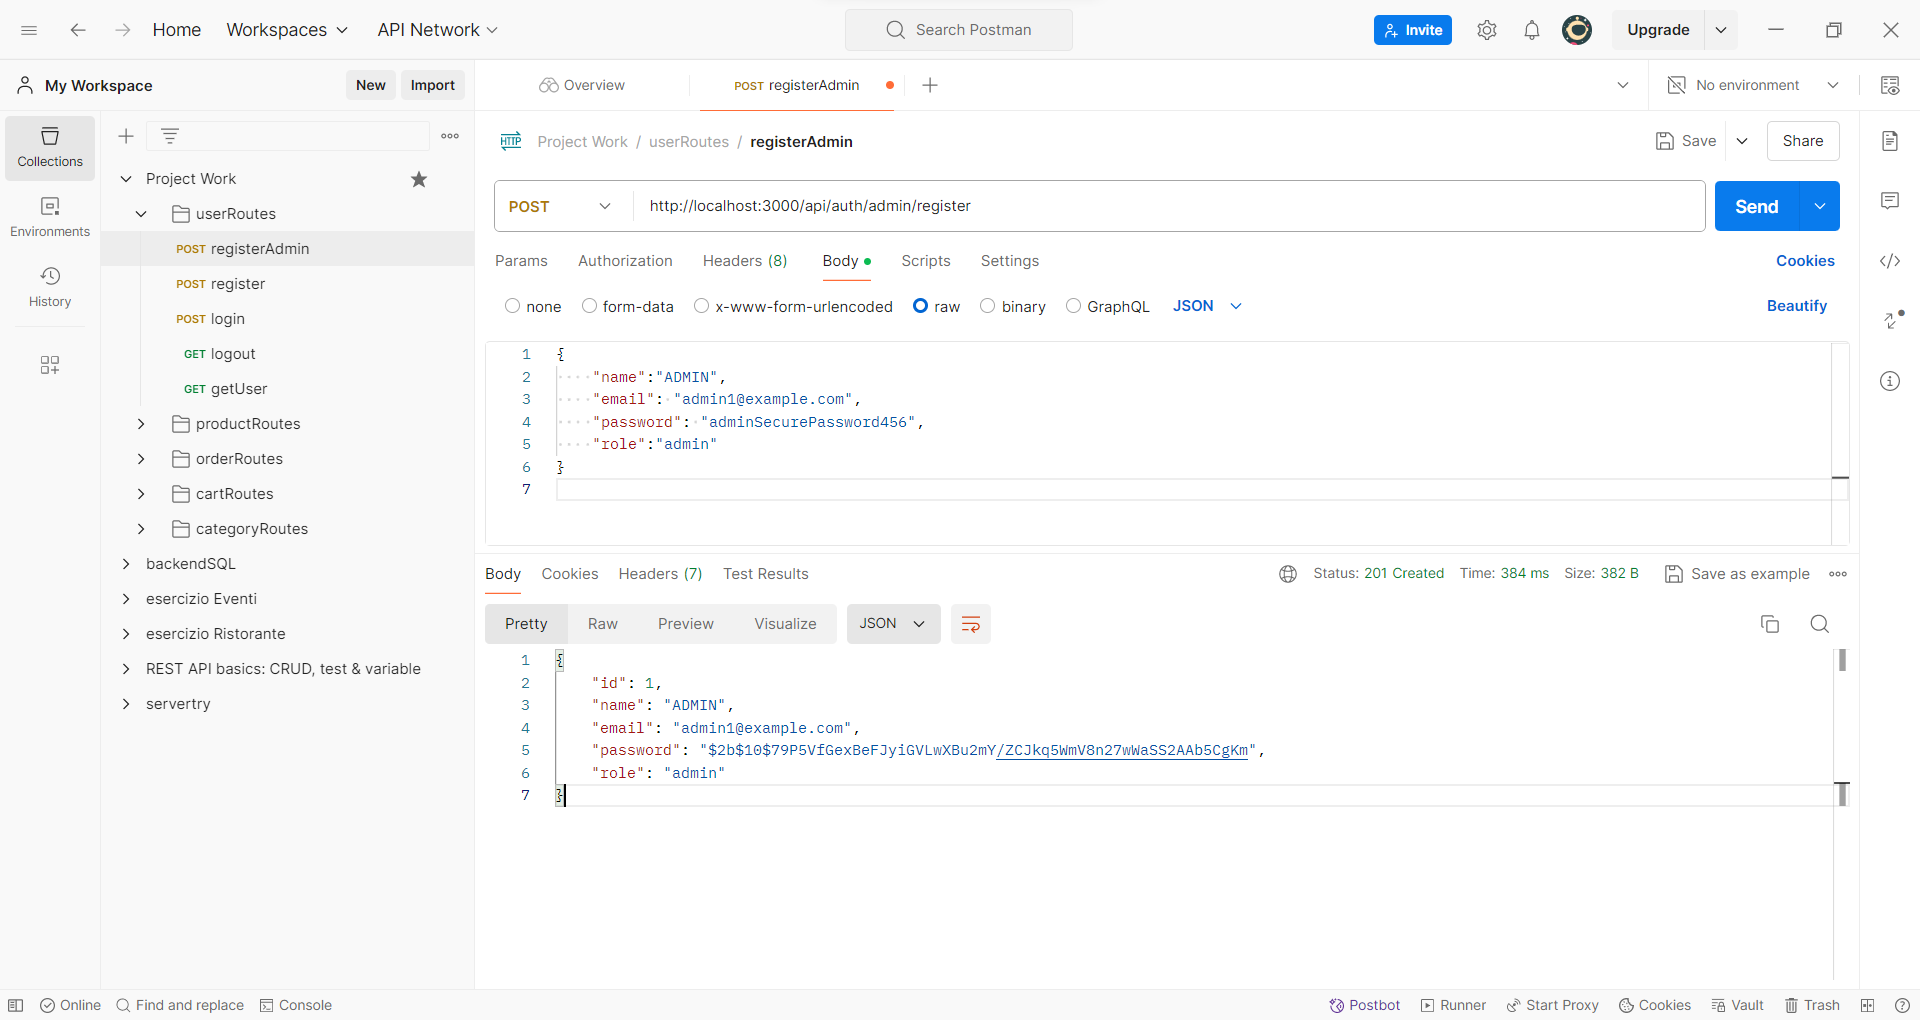 Home Workspaces API Network Search Postman Invite Upgrade
My Workspace New Import
Overview POST registerAdmin No environment
Collections
Environments
History
Project Work
userRoutes
POST registerAdmin
POST register
POST login
GET logout
GET getUser
productRoutes
orderRoutes
cartRoutes
categoryRoutes
backendSQL
esercizio Eventi
esercizio Ristorante
REST API basics: CRUD, test & variable
servertry
HTTP Project Work / userRoutes / registerAdmin Save Share
POST http://localhost:3000/api/auth/admin/register Send
Params Authorization Headers (8) Body Scripts Settings Cookies
none form-data x-www-form-urlencoded raw binary GraphQL JSON Beautify
1 {
2 "name":"ADMIN",
3 "email": "admin1@example.com",
4 "password": "adminSecurePassword456",
5 "role":"admin"
6 }
7
Body Cookies Headers (7) Test Results Status: 201 Created Time: 384 ms Size: 382 B Save as example
Pretty Raw Preview Visualize JSON
1 {
2 "id": 1,
3 "name": "ADMIN",
4 "email": "admin1@example.com",
5 "password": "$2b$10$79P5VfGexBeFJyiGVLwXBu2mY/ZCJkq5WmV8n27wWaSS2AAb5CgKm",
6 "role": "admin"
7 }
Online Find and replace Console Postbot Runner Start Proxy Cookies Vault Trash